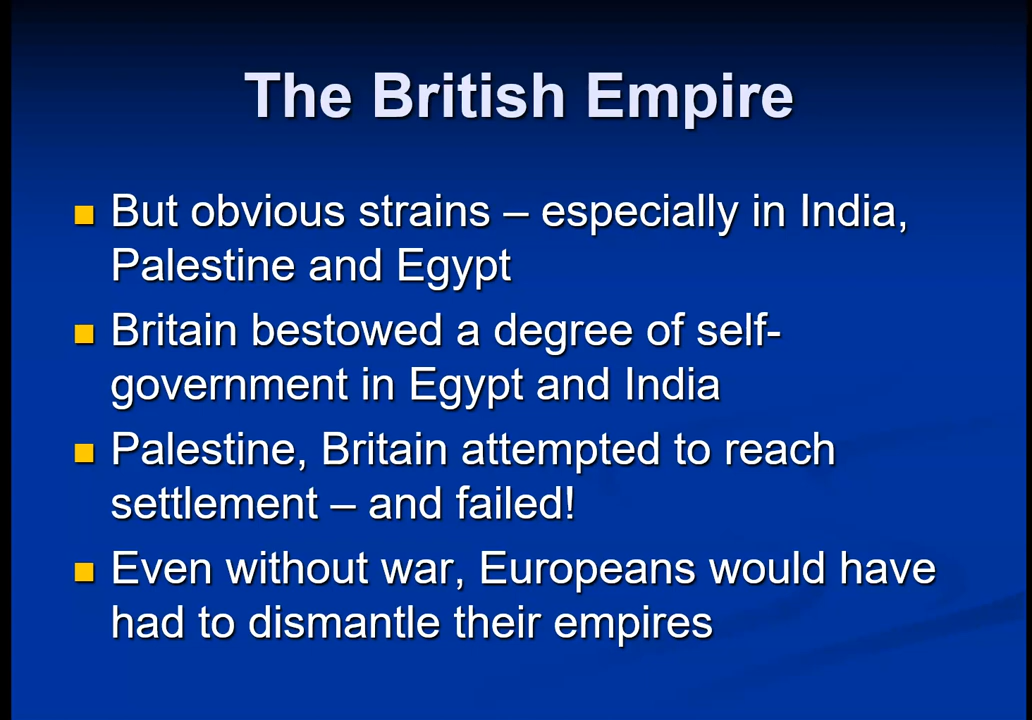 The British Empire
But obvious strains – especially in India,
Palestine and Egypt
Britain bestowed a degree of self-
government in Egypt and India
Palestine, Britain attempted to reach
settlement – and failed!
Even without war, Europeans would have
had to dismantle their empires